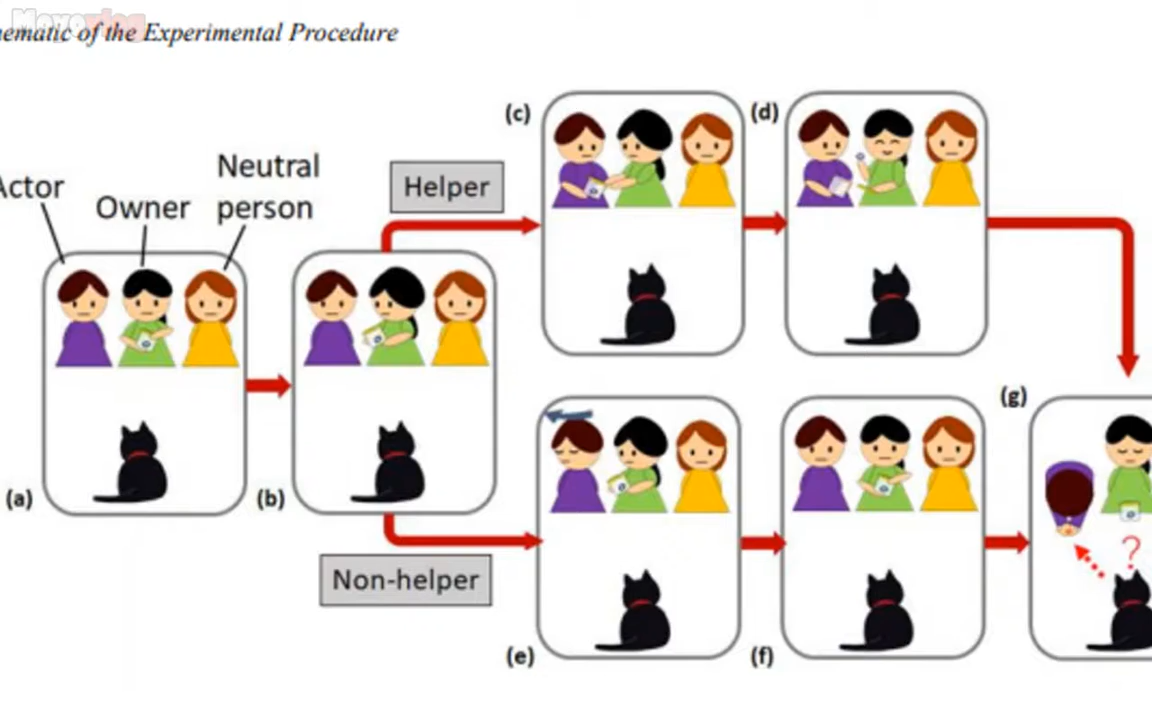 hematic of the Experimental Procedure
Actor
Owner
Neutral
person
(a)
(b)
Helper
Non-helper
(c)
(d)
(e)
(f)
(g)
?